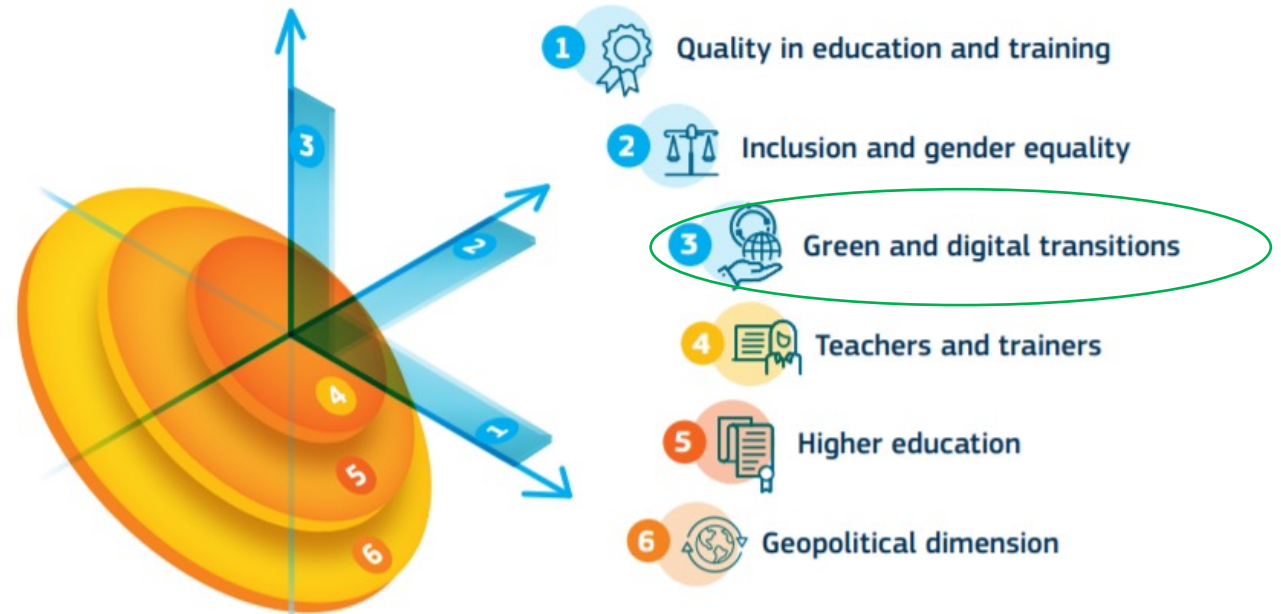 1 Quality in education and training
2 Inclusion and gender equality
3 Green and digital transitions
4 Teachers and trainers
5 Higher education
6 Geopolitical dimension
3
2
1
4
5
6